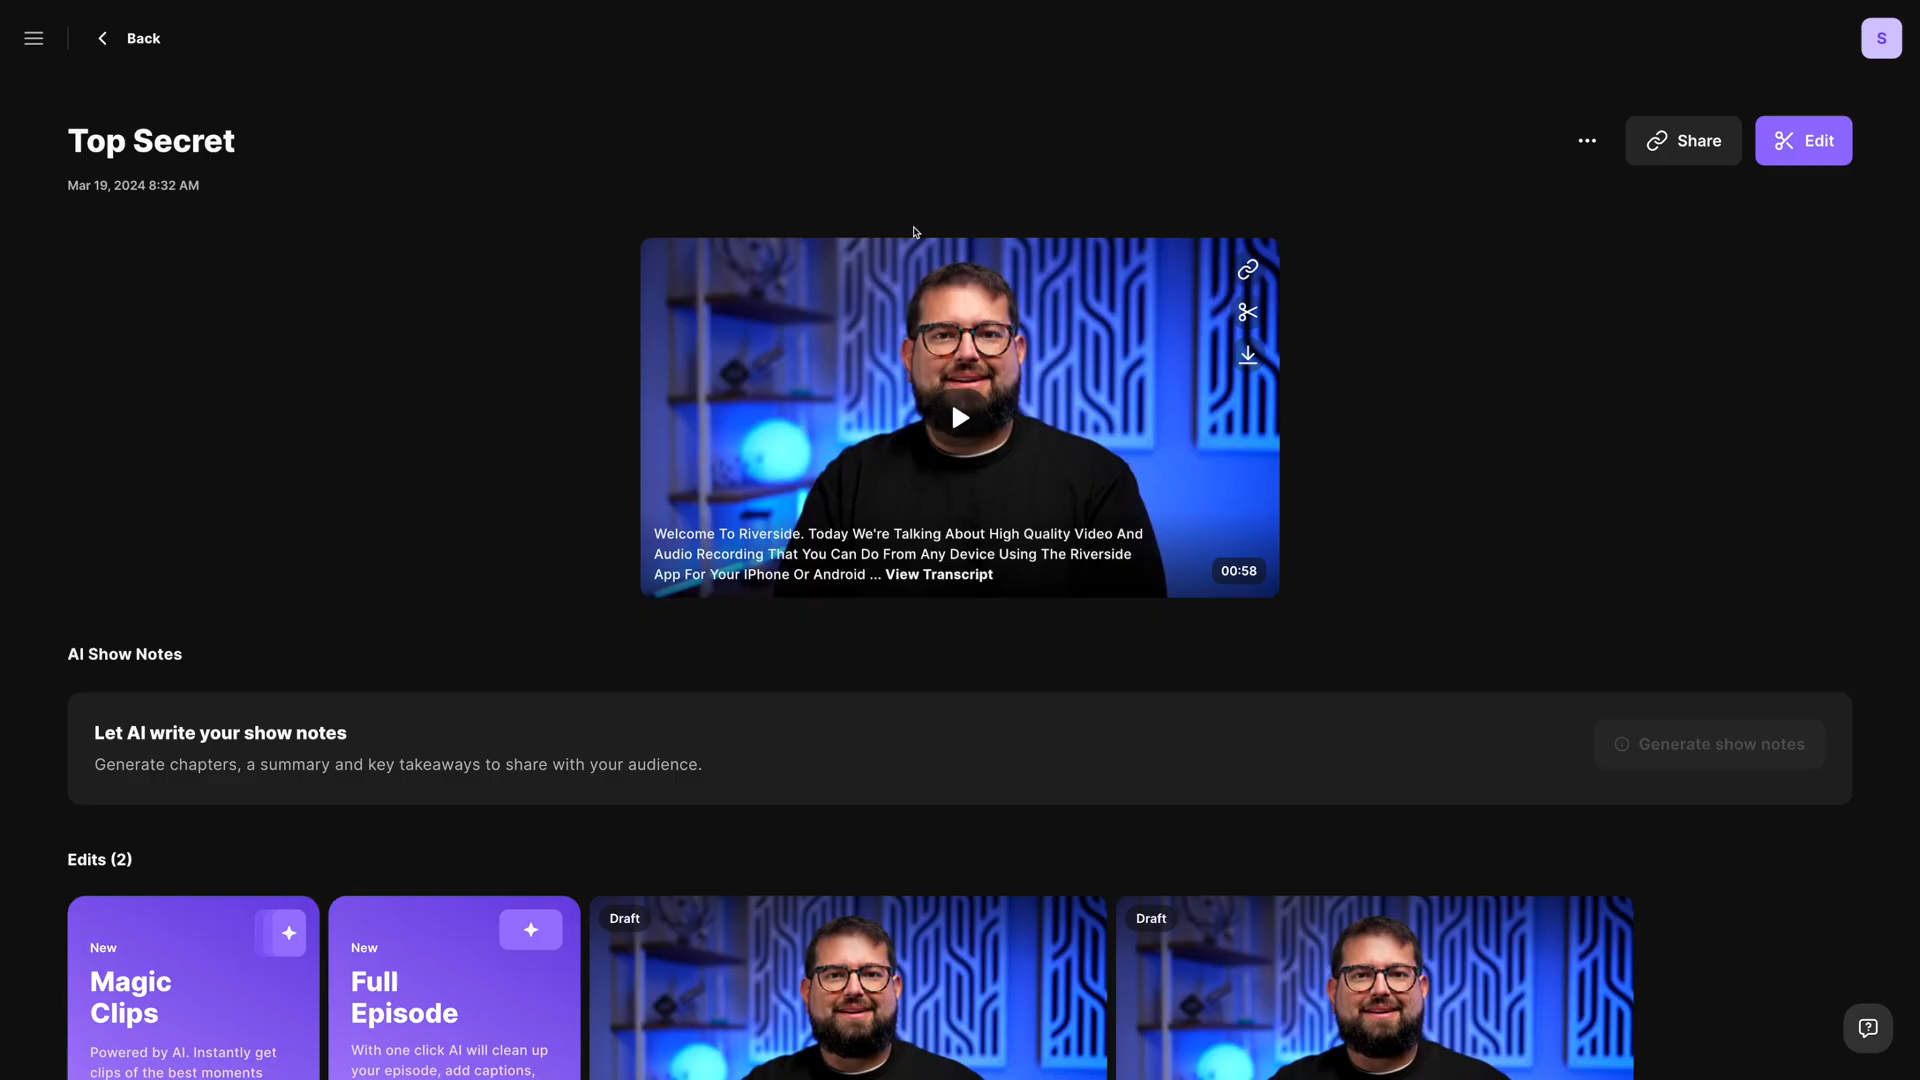 Back
S
Top Secret
Share
Edit
Mar 19, 2024 8:32 AM
Welcome To Riverside. Today We're Talking About High Quality Video And
Audio Recording That You Can Do From Any Device Using The Riverside
App For Your IPhone Or Android ... View Transcript
00:58
AI Show Notes
Let AI write your show notes
Generate chapters, a summary and key takeaways to share with your audience.
Generate show notes
Edits (2)
New
Magic
Clips
Powered by AI. Instantly get
clips of the best moments
New
Full
Episode
With one click AI will clean up
your episode, add captions,
Draft
Draft